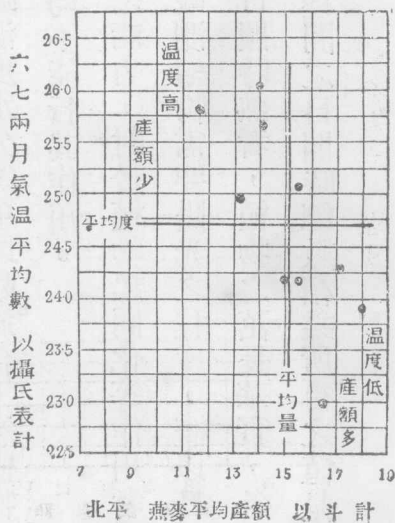 六七兩月氣温平均數 以攝氏表計
26·5
26·0
25·5
25·0
24·5
24·0
23·5
23·0
22·5
温度高
產額少
平均度
平均量
温度低
產額多
7 9 11 13 15 17 19
北平 燕麥平均產額 以斗計